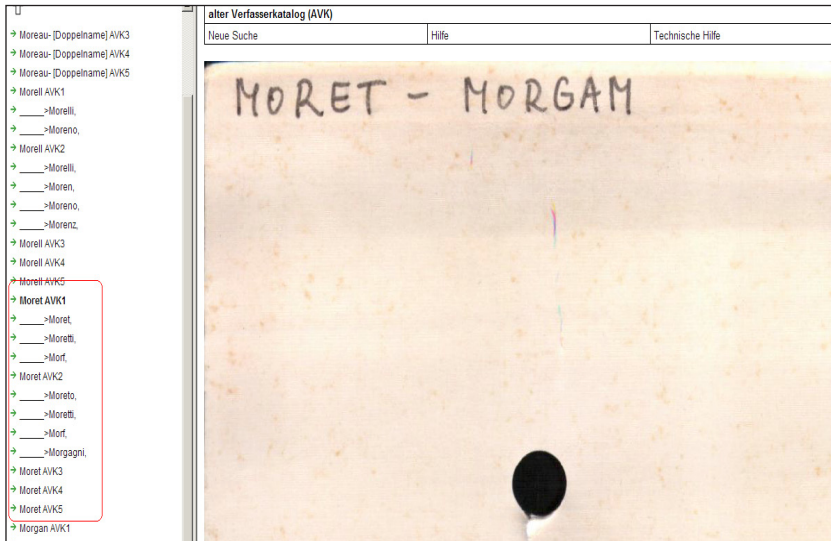 Moreau- [Doppelname] AVK3
Moreau- [Doppelname] AVK4
Moreau- [Doppelname] AVK5
Morell AVK1
_____>Morelli,
_____>Moreno,
Morell AVK2
_____>Morelli,
_____>Moren,
_____>Moreno,
_____>Morenz,
Morell AVK3
Morell AVK4
Morell AVK5
Moret AVK1
_____>Moret,
_____>Moretti,
_____>Morf,
Moret AVK2
_____>Moreto,
_____>Moretti,
_____>Morf,
_____>Morgagni,
Moret AVK3
Moret AVK4
Moret AVK5
Morgan AVK1
alter Verfasserkatalog (AVK)
Neue Suche
Hilfe
Technische Hilfe
MORET - MORGAM